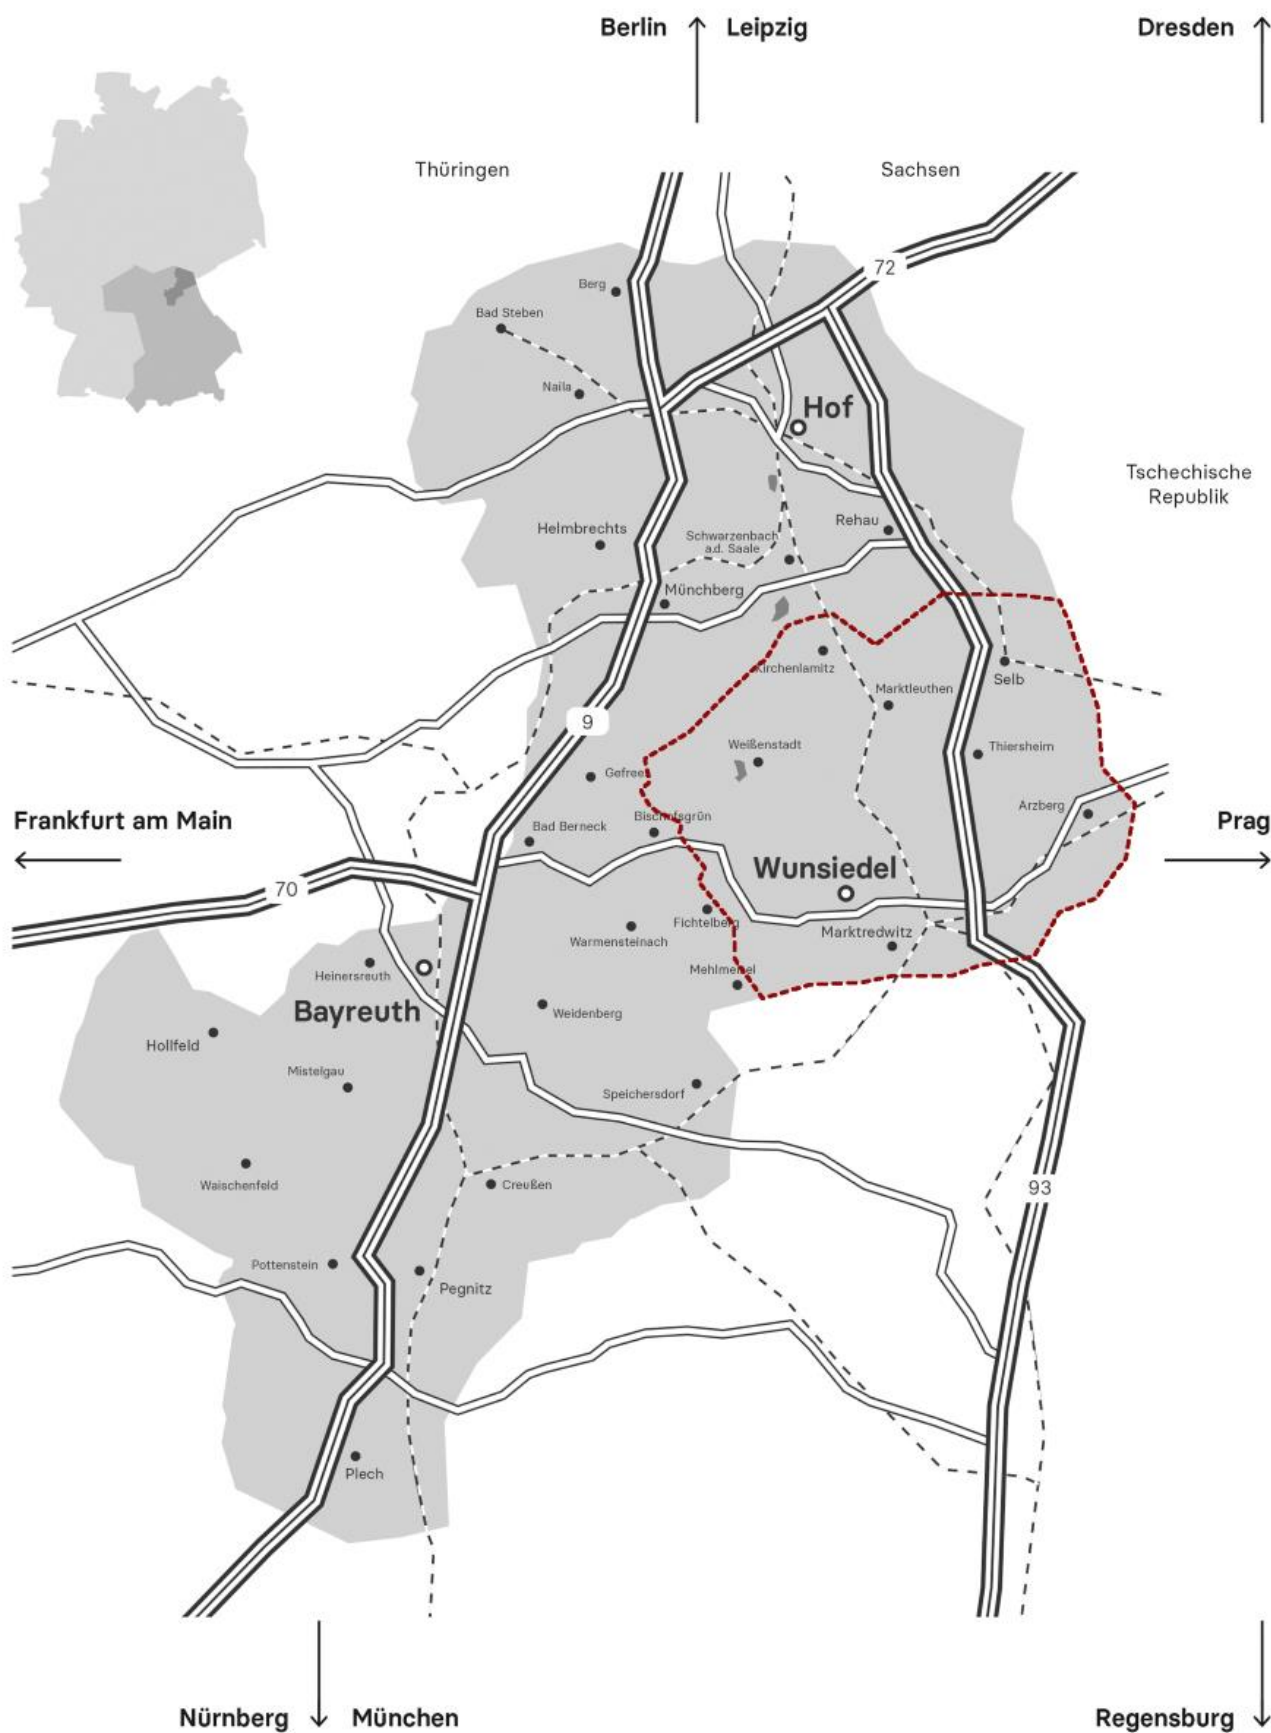 Berlin
Leipzig
Dresden
Thüringen
Sachsen
72
Berg
Bad Steben
Naila
Hof
Tschechische
Republik
Helmbrechts
Rehau
Schwarzenbach
a.d. Saale
Münchberg
Kirchenlamitz
Selb
Marktleuthen
9
Weißenstadt
Thiersheim
Gefrees
Arzberg
Frankfurt am Main
Bad Berneck
Bischofsgrün
Prag
Wunsiedel
70
Fichtelberg
Marktredwitz
Warmensteinach
Heinersreuth
Mehlmeisel
Bayreuth
Weidenberg
Hollfeld
Mistelgau
Speichersdorf
Waischenfeld
Creußen
93
Pottenstein
Pegnitz
Plech
Nürnberg
München
Regensburg